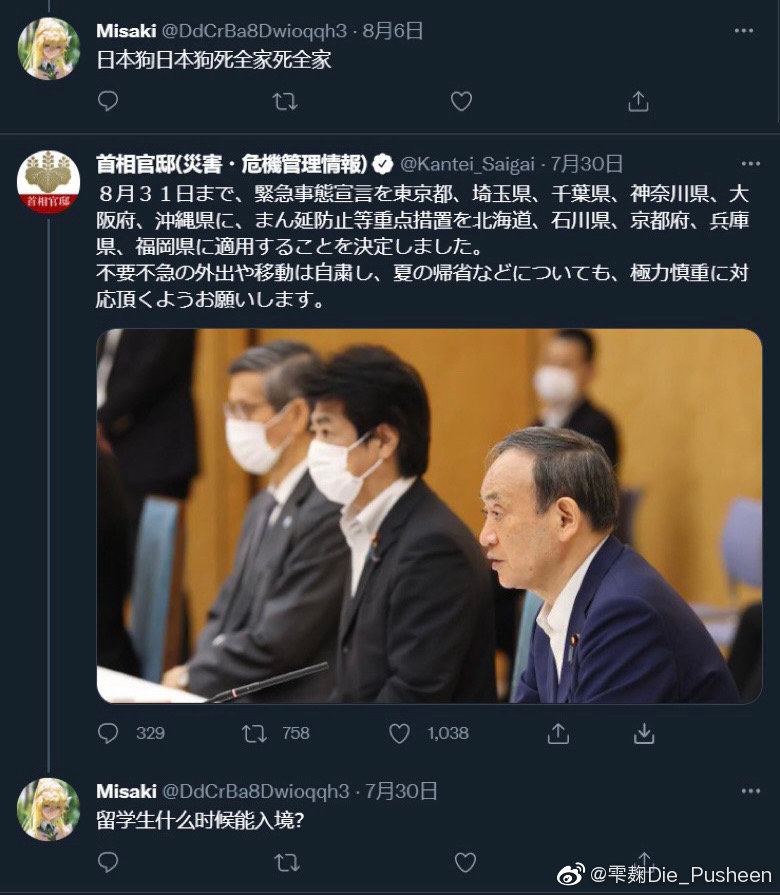 Misaki @DdCrBa8Dwioqqh3 · 8月6日
日本狗日本狗死全家死全家
首相官邸(災害・危機管理情報) @Kantei_Saigai · 7月30日
８月３１日まで、緊急事態宣言を東京都、埼玉県、千葉県、神奈川県、大
阪府、沖縄県に、まん延防止等重点措置を北海道、石川県、京都府、兵庫
県、福岡県に適用することを決定しました。
不要不急の外出や移動は自粛し、夏の帰省などについても、極力慎重に対
応頂くようお願いします。
首相官邸
329 758 1,038
Misaki @DdCrBa8Dwioqqh3 · 7月30日
留学生什么时候能入境?
@雫麹Die_Pusheen